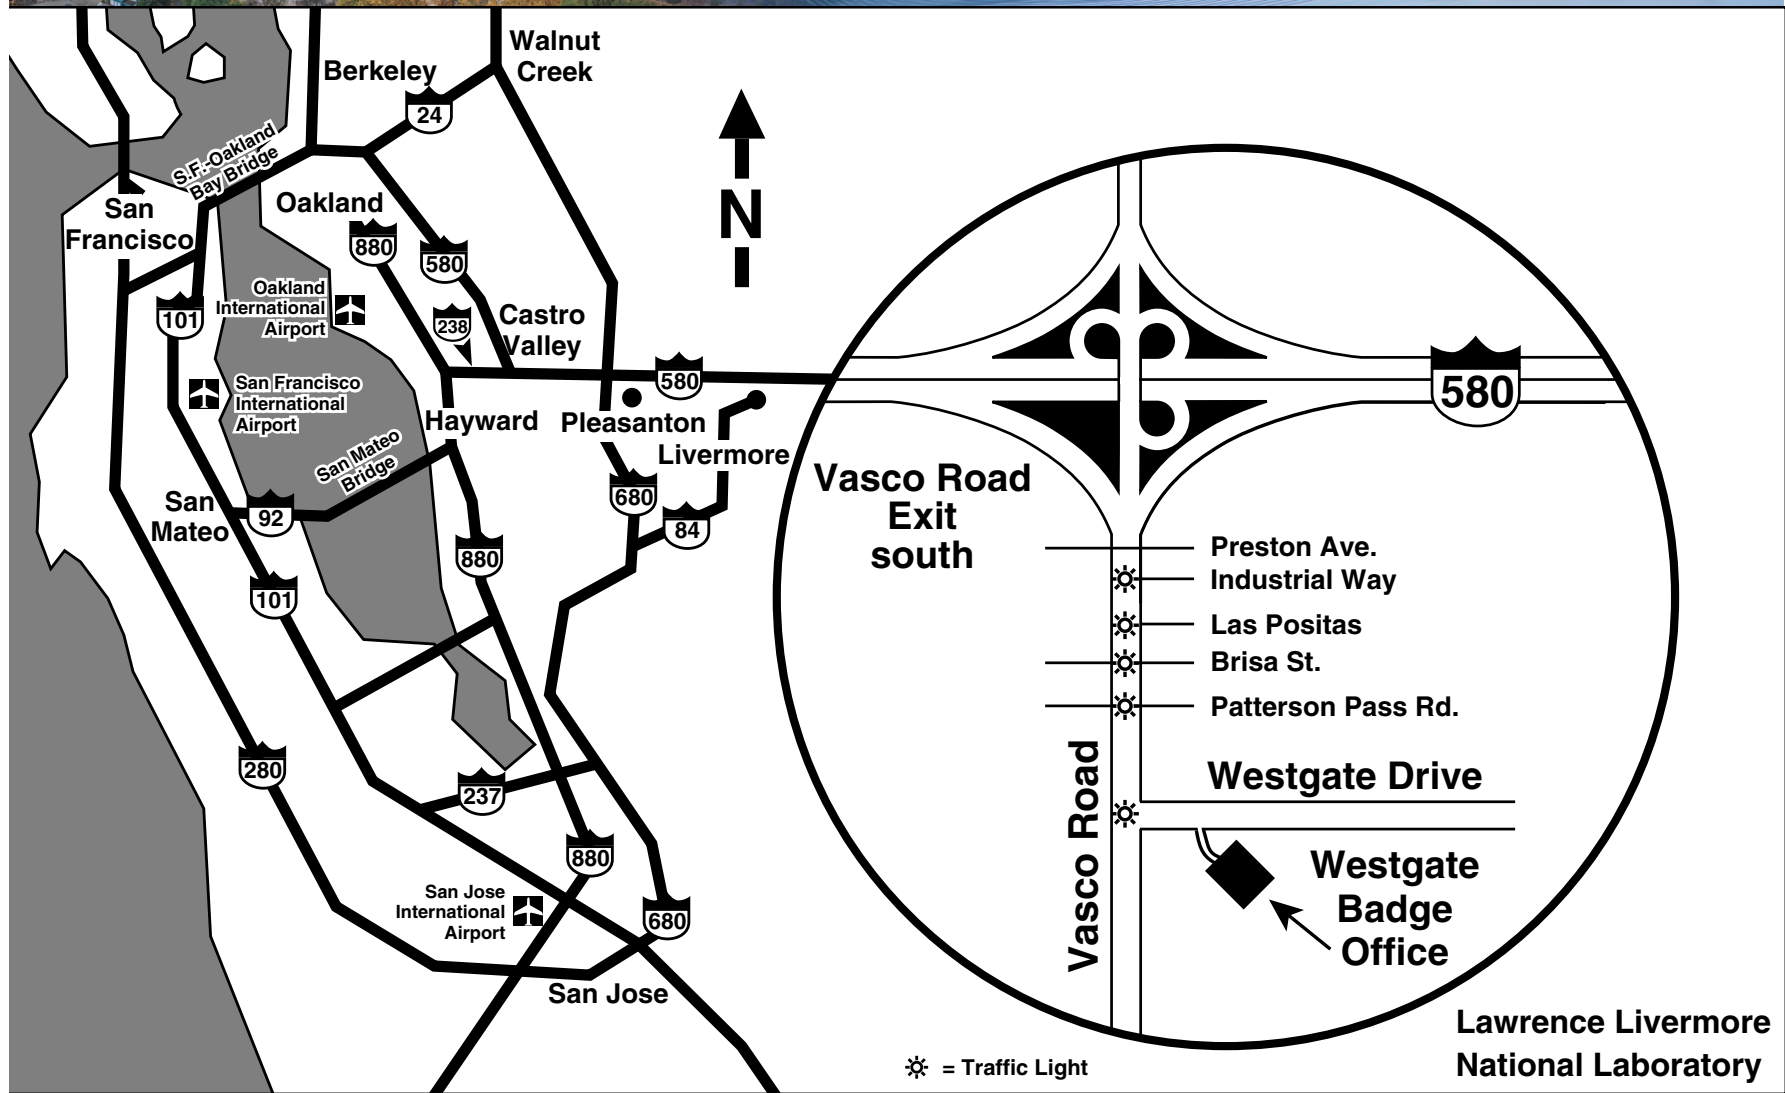 Walnut
Creek
Berkeley
24
S.F.-Oakland
Bay Bridge
Oakland
San
Francisco
880
580
N
Oakland
International
Airport
101
238
Castro
Valley
580
San Francisco
International
Airport
Hayward
Pleasanton
Livermore
San Mateo
Bridge
San
Mateo
92
680
84
880
101
280
237
880
San Jose
International
Airport
680
San Jose
580
Vasco Road
Exit
south
Preston Ave.
Industrial Way
Las Positas
Brisa St.
Patterson Pass Rd.
Vasco Road
Westgate Drive
Westgate
Badge
Office
= Traffic Light
Lawrence Livermore
National Laboratory